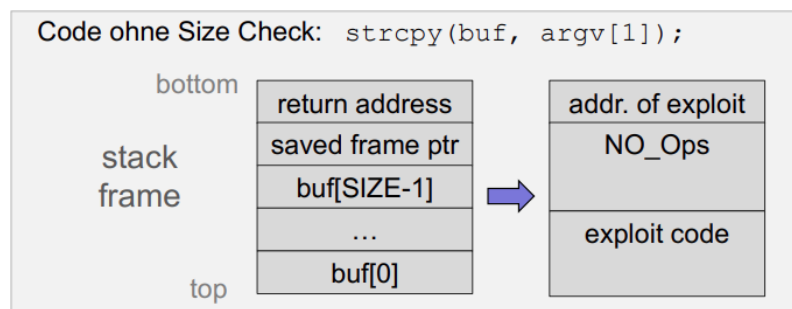 Code ohne Size Check: strcpy(buf, argv[1]);
bottom
return address
saved frame ptr
buf[SIZE-1]
...
buf[0]
stack
frame
top
addr. of exploit
NO_Ops
exploit code